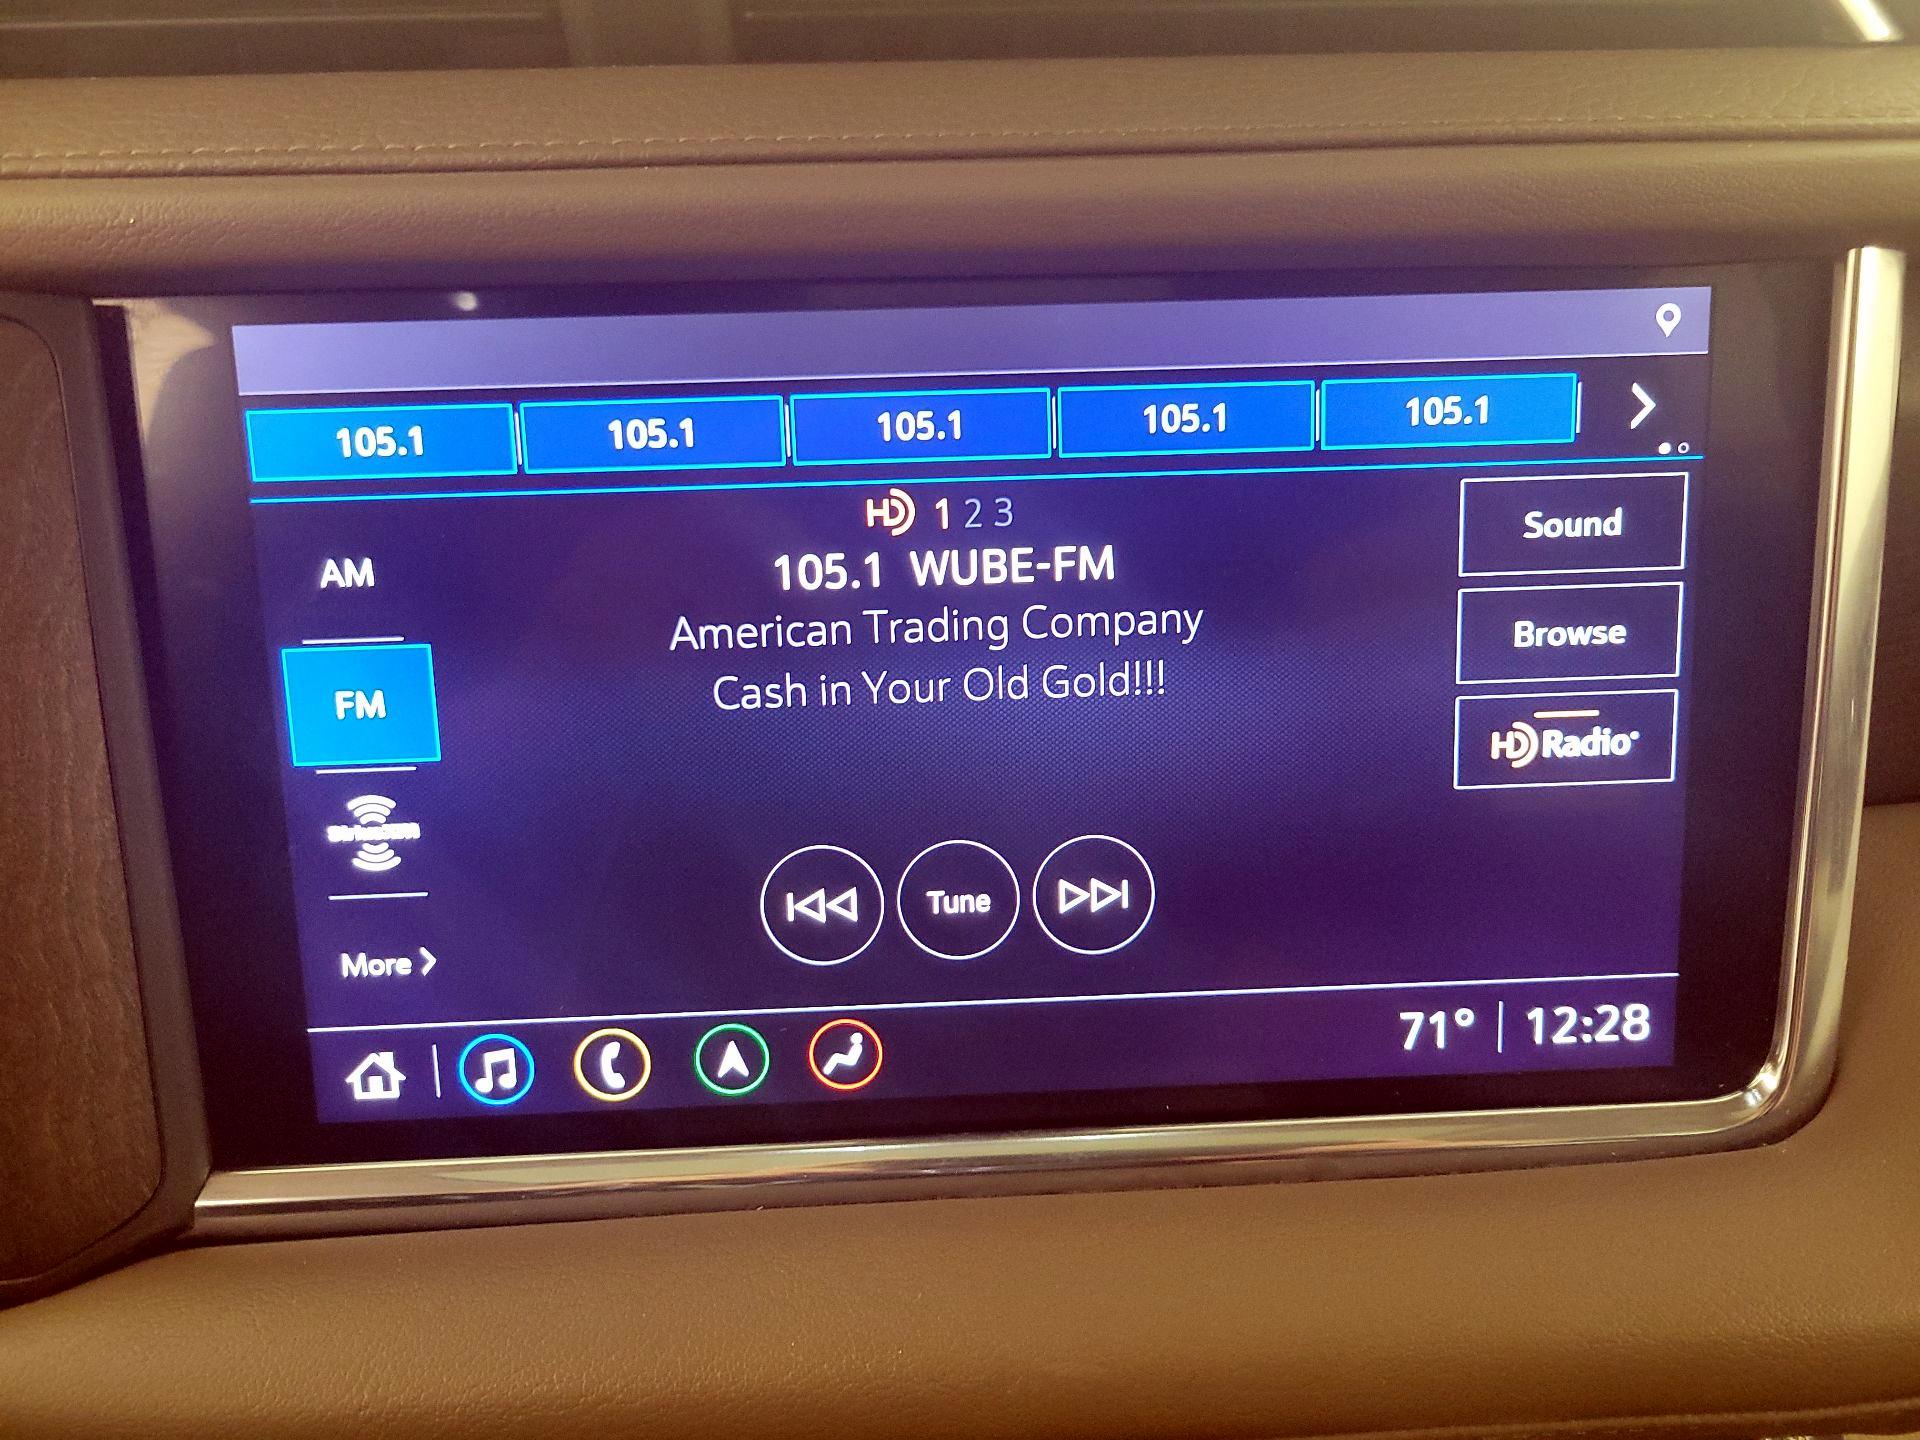 105.1 105.1 105.1 105.1 105.1
HD 1 2 3
105.1 WUBE-FM
American Trading Company
Cash in Your Old Gold!!!
AM
FM
SiriusXM
More
Sound
Browse
HD Radio
Tune
71° 12:28